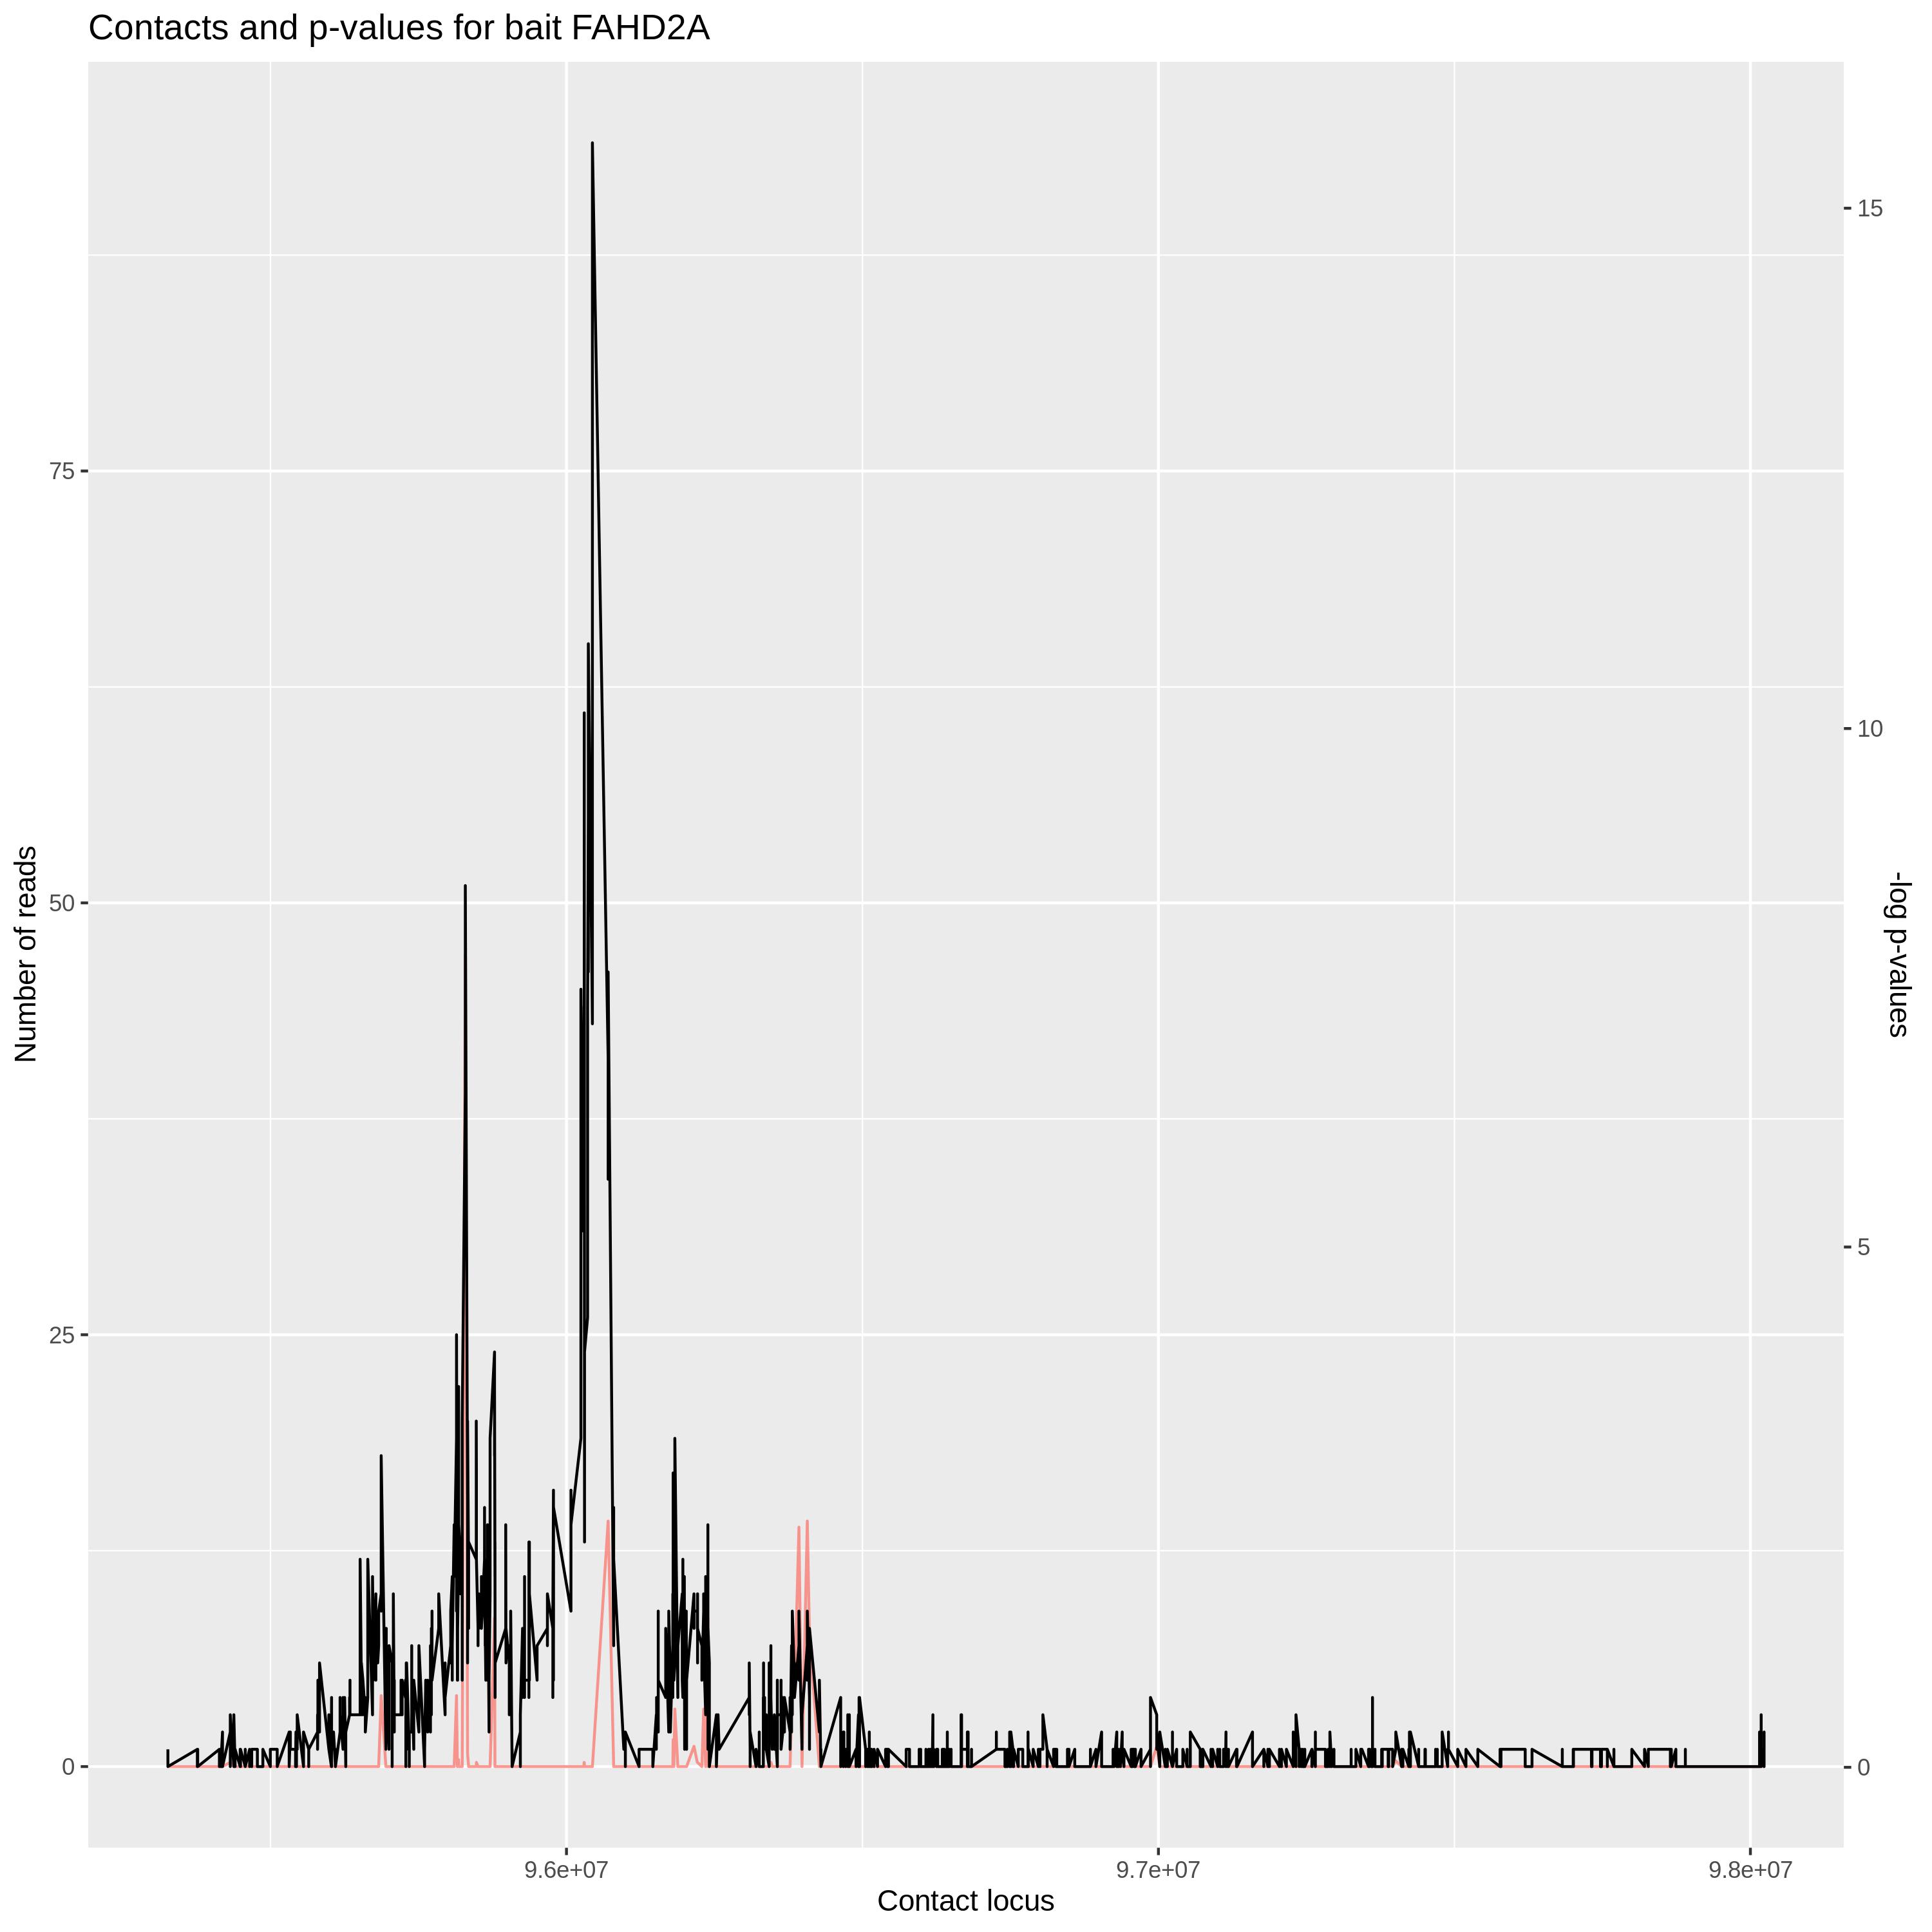 Contacts and p-values for bait FAHD2A
Number of reads
75
50
25
0
15
10
5
0
-log p-values
9.6e+07
9.7e+07
9.8e+07
Contact locus